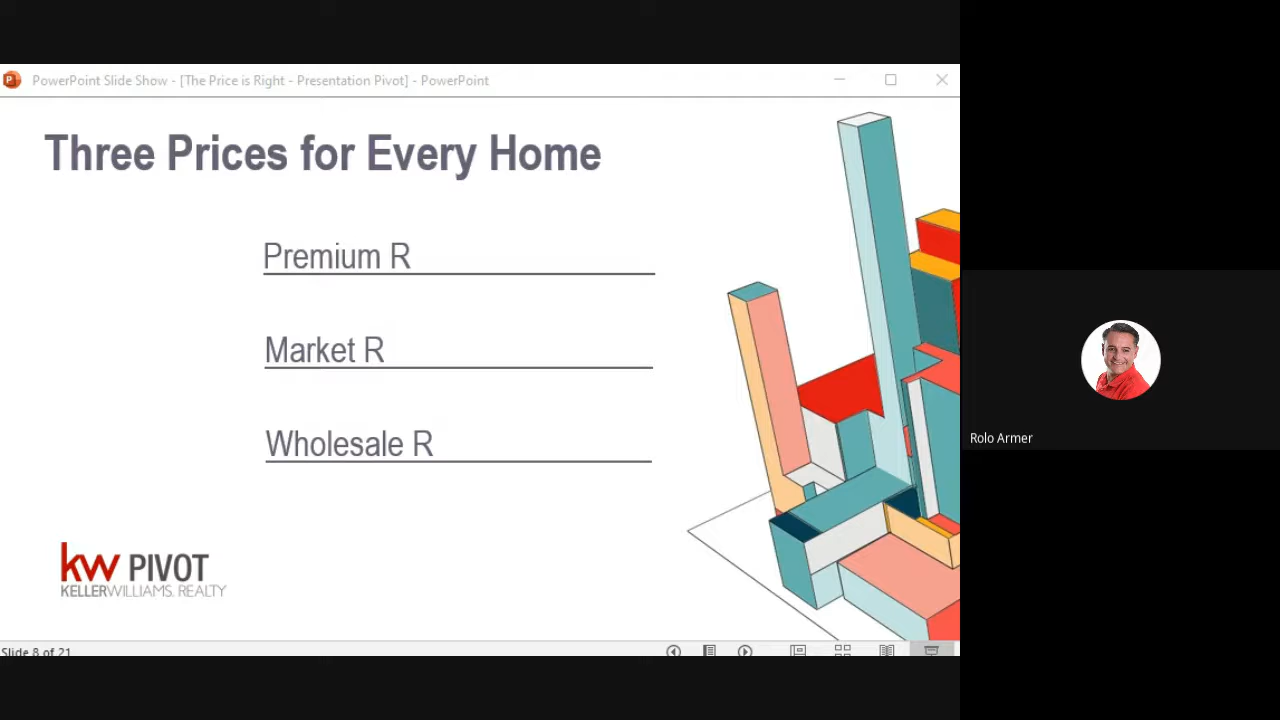 PowerPoint Slide Show - [The Price is Right - Presentation Pivot] - PowerPoint
Three Prices for Every Home
Premium R
Market R
Wholesale R
kw PIVOT
KELLERWILLIAMS. REALTY
Slide 8 of 21
Rolo Armer